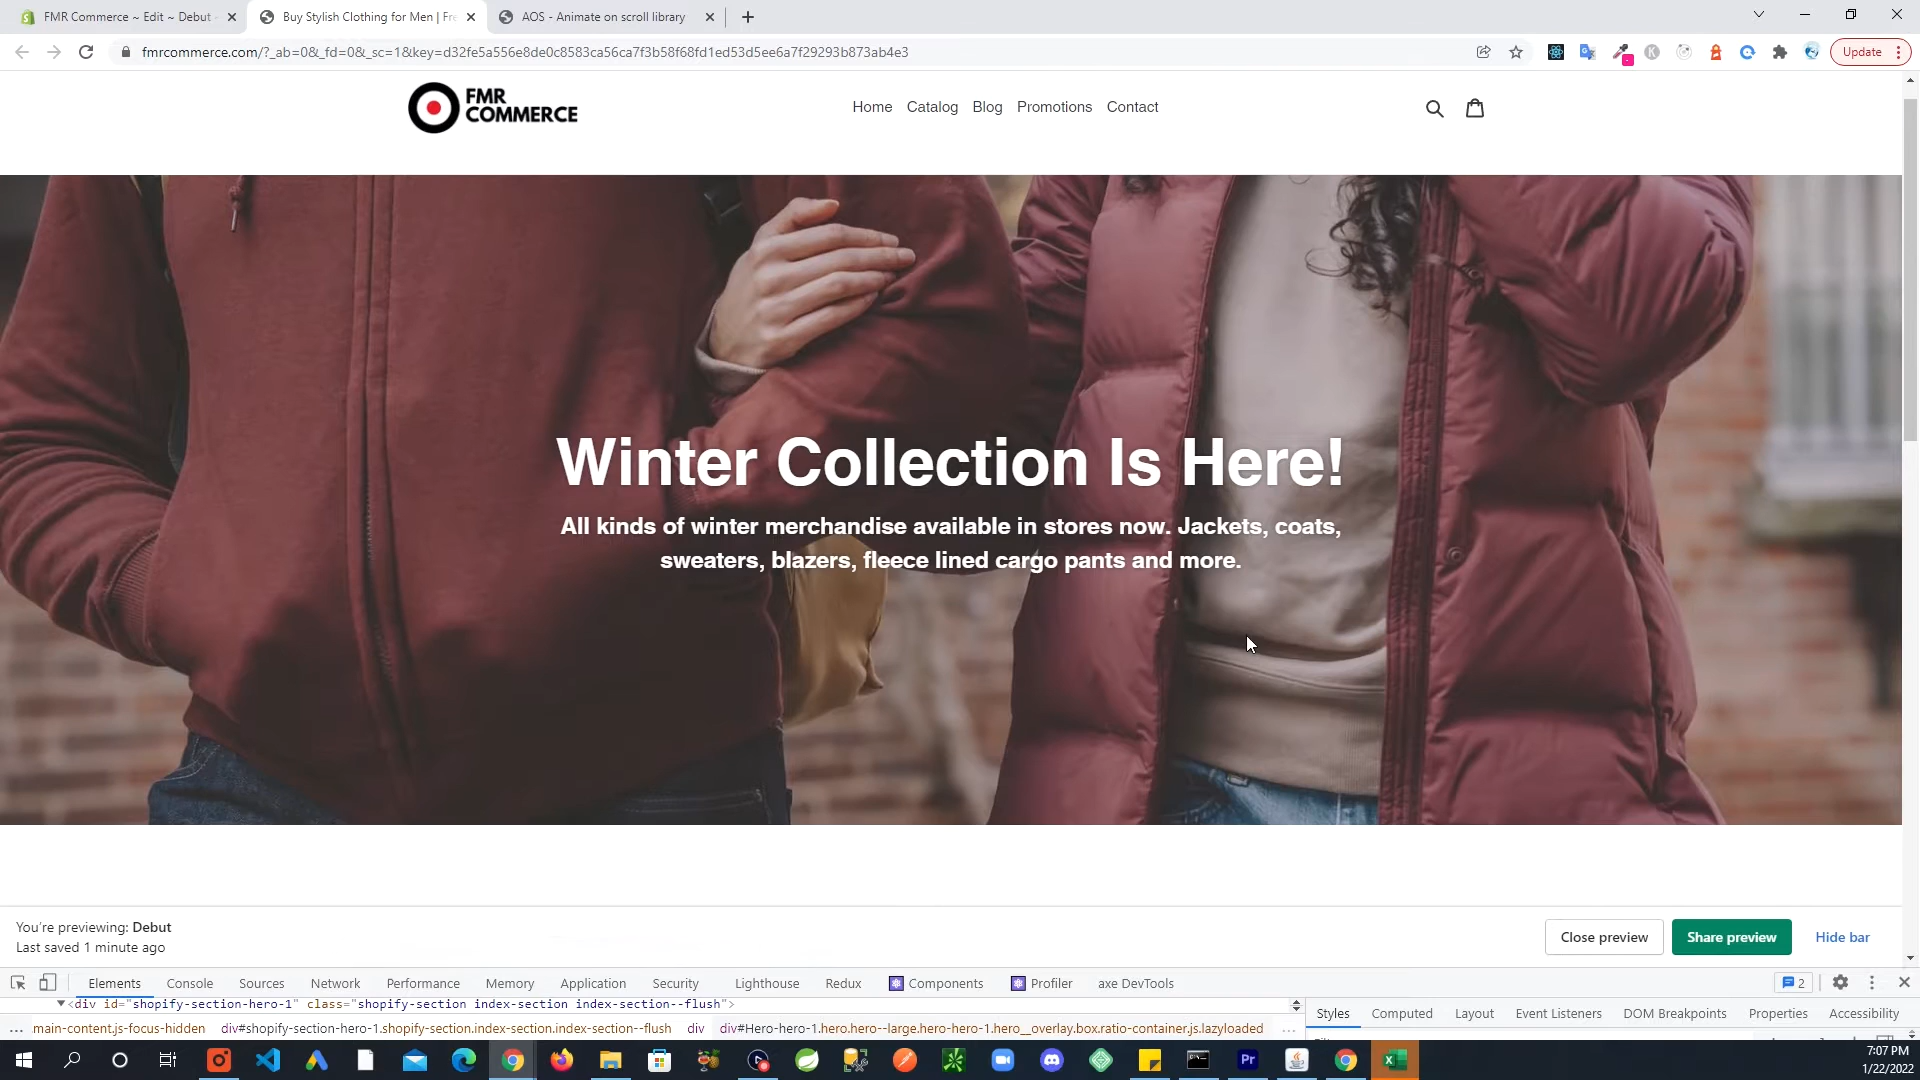 FMR Commerce ~ Edit ~ Debut
Buy Stylish Clothing for Men | Fre
AOS - Animate on scroll library
fmrcommerce.com/?_ab=0&_fd=0&_sc=1&key=d32fe5a556e8de0c8583ca56ca7f3b58f68fd1ed53d5ee6a7f29293b873ab4e3
Update
FMR
COMMERCE
Home Catalog Blog Promotions Contact
Winter Collection Is Here!
All kinds of winter merchandise available in stores now. Jackets, coats,
sweaters, blazers, fleece lined cargo pants and more.
You're previewing: Debut
Last saved 1 minute ago
Close preview
Share preview
Hide bar
Elements Console Sources Network Performance Memory Application Security Lighthouse Redux Components Profiler axe DevTools 2
<div id="shopify-section-hero-1" class="shopify-section index-section index-section--flush">
... main-content.js-focus-hidden div#shopify-section-hero-1.shopify-section.index-section.index-section--flush div div#Hero-hero-1.hero.hero--large.hero-hero-1.hero__overlay.box.ratio-container.js.lazyloaded ...
Styles Computed Layout Event Listeners DOM Breakpoints Properties Accessibility
Pr
7:07 PM
1/22/2022